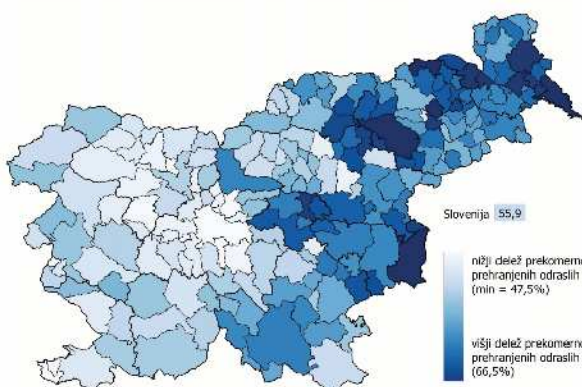 Slovenija 55,9
nižji delež prekomerno
prehranjenih odraslih
(min = 47,5%)
višji delež prekomerno
prehranjenih odraslih
(66,5%)